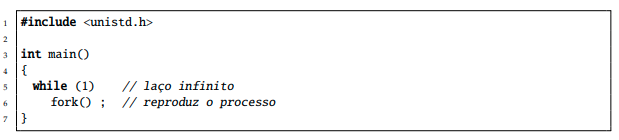 1 #include <unistd.h>
2
3 int main()
4 {
5 while (1) // laço infinito
6 fork() ; // reproduz o processo
7 }